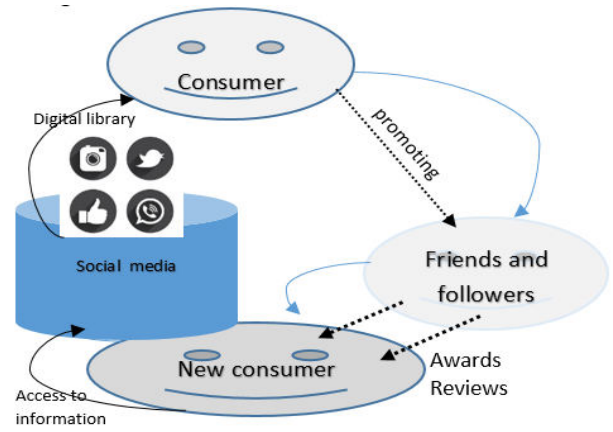 Consumer
Digital library
promoting
Social media
Friends and
followers
New consumer
Awards
Reviews
Access to
information